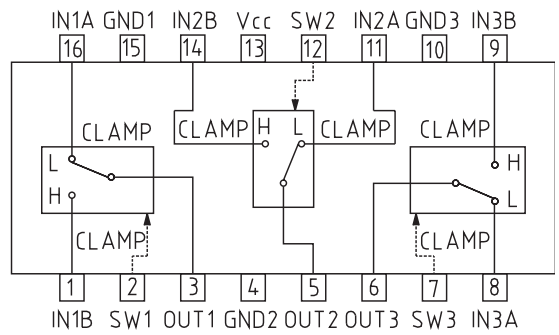 IN1A GND1 IN2B Vcc SW2 IN2A GND3 IN3B
16 15 14 13 12 11 10 9
CLAMP CLAMP H L CLAMP CLAMP
L H
H L
CLAMP CLAMP
1 2 3 4 5 6 7 8
IN1B SW1 OUT1 GND2 OUT2 OUT3 SW3 IN3A